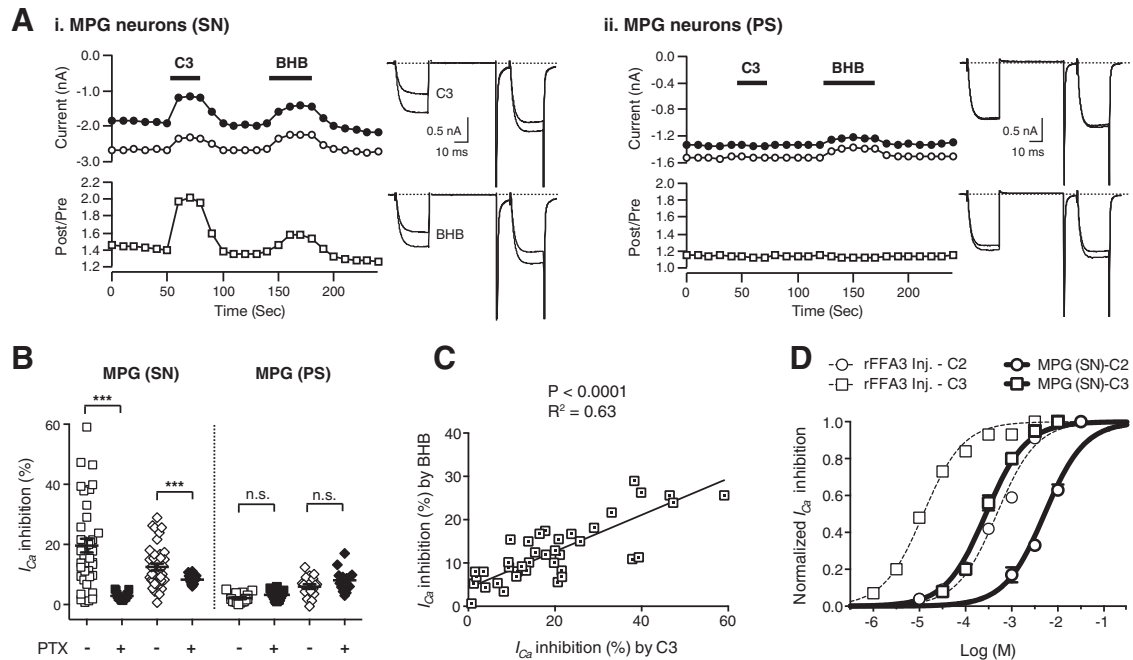 A
i. MPG neurons (SN)
ii. MPG neurons (PS)
Current (nA)
0.0
-1.0
-2.0
-3.0
C3
BHB
C3
0.5 nA
10 ms
Post/Pre
2.2
2.0
1.8
1.6
1.4
1.2
0
50
100
150
200
Time (Sec)
BHB
Current (nA)
0.0
-0.4
-0.8
-1.2
-1.6
C3
BHB
0.5 nA
10 ms
Post/Pre
2.2
2.0
1.8
1.6
1.4
1.2
1.0
0
50
100
150
200
Time (Sec)
B
MPG (SN)
MPG (PS)
***
***
n.s.
n.s.
ICa inhibition (%)
60
40
20
0
PTX
- + - + - + - +
C
P < 0.0001
R² = 0.63
ICa inhibition (%) by BHB
40
30
20
10
0
0 20 40 60
ICa inhibition (%) by C3
D
rFFA3 Inj. - C2
rFFA3 Inj. - C3
MPG (SN)-C2
MPG (SN)-C3
Normalized ICa inhibition
1.0
0.8
0.6
0.4
0.2
0.0
-6 -5 -4 -3 -2 -1
Log (M)